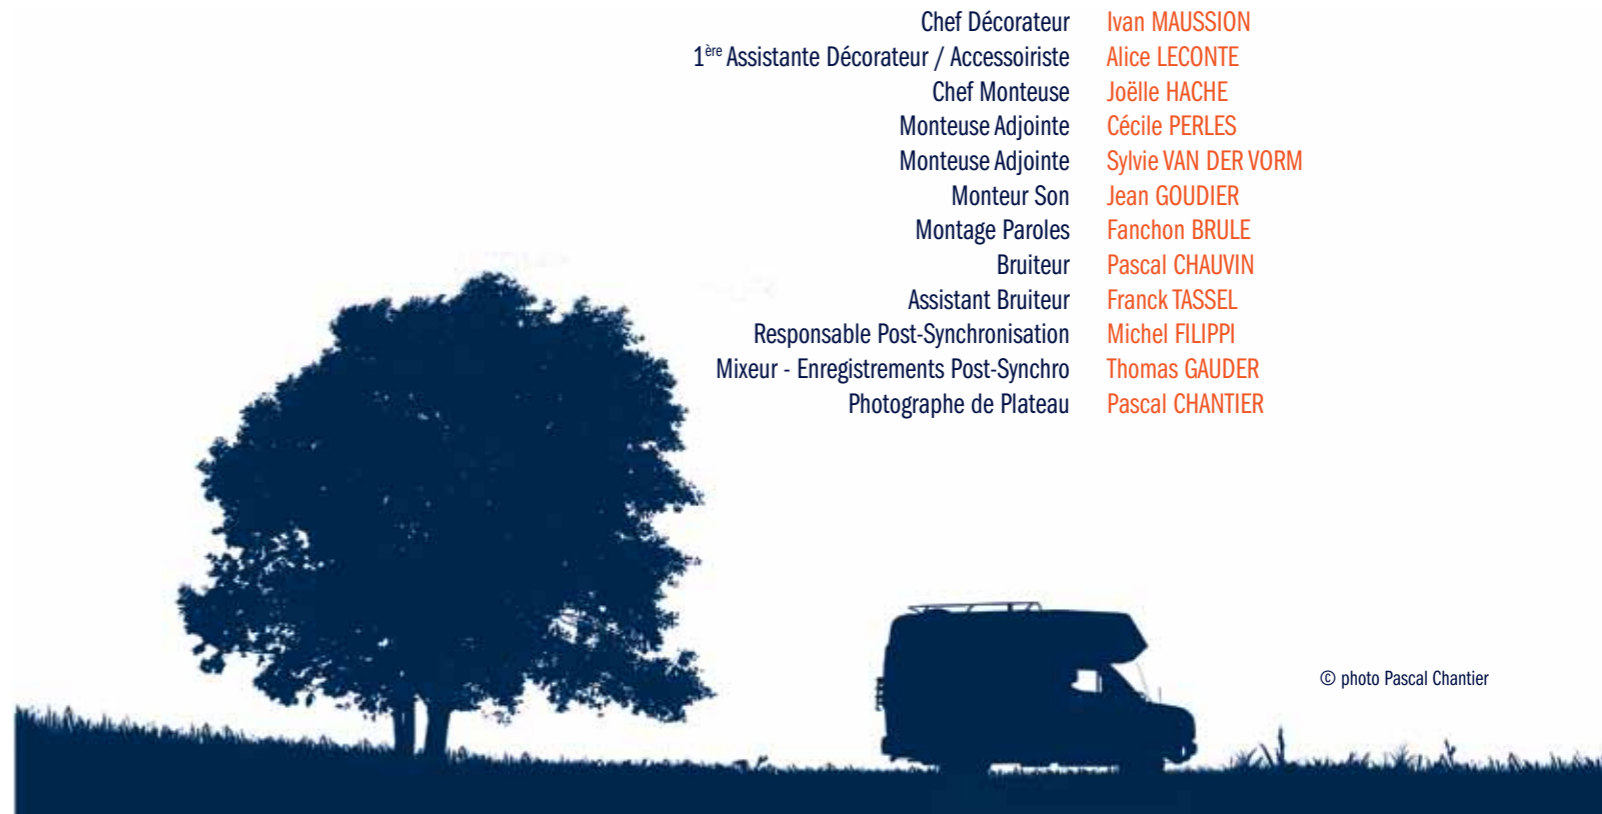 Chef Décorateur Ivan MAUSSION
1ère Assistante Décorateur / Accessoiriste Alice LECONTE
Chef Monteuse Joëlle HACHE
Monteuse Adjointe Cécile PERLES
Monteuse Adjointe Sylvie VAN DER VORM
Monteur Son Jean GOUDIER
Montage Paroles Fanchon BRULE
Bruiteur Pascal CHAUVIN
Assistant Bruiteur Franck TASSEL
Responsable Post-Synchronisation Michel FILIPPI
Mixeur - Enregistrements Post-Synchro Thomas GAUDER
Photographe de Plateau Pascal CHANTIER
© photo Pascal Chantier